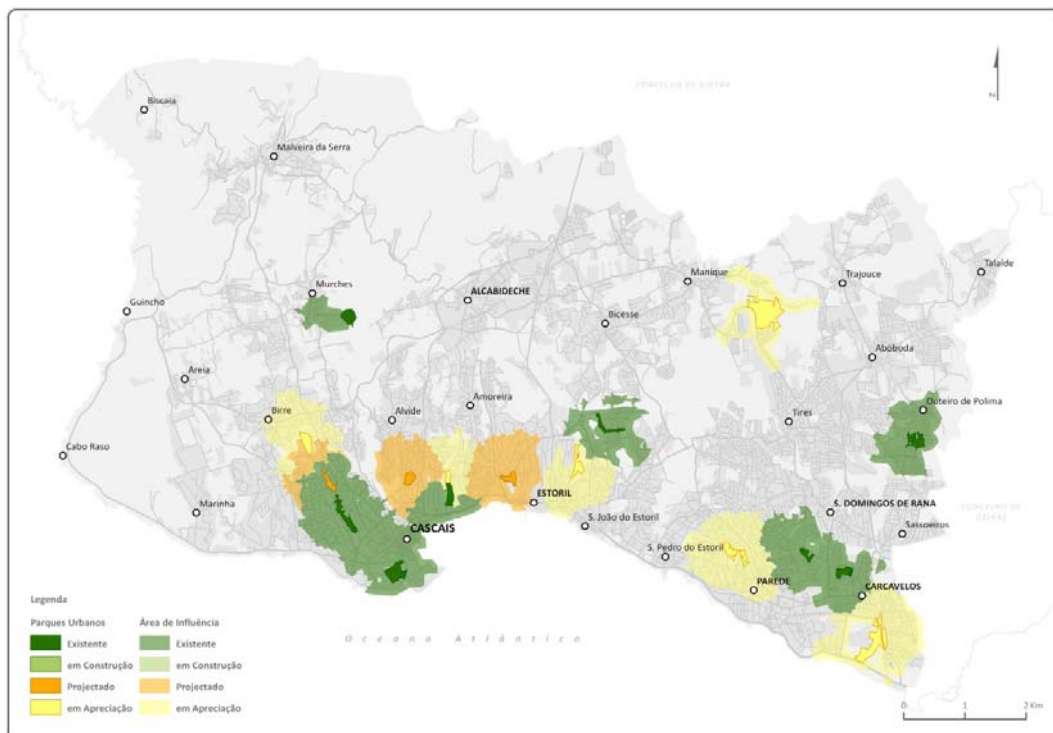 CONCELHO DE SINTRA
N
Biscaia
Malveira da Serra
Talaíde
Murches
Manique
Trajouce
ALCABIDECHE
Guincho
Bicesse
Abóboda
Areia
Amoreira
Outeiro de Polima
Birre
Alvide
Tires
Cabo Raso
ESTORIL
Marinha
S. DOMINGOS DE RANA
CONCELHO DE
OEIRAS
S. João do Estoril
CASCAIS
Sassoeiros
S. Pedro do Estoril
PAREDE
CARCAVELOS
Oceano Atlântico
Legenda
Parques Urbanos
Área de Influência
Existente
Existente
em Construção
em Construção
Projectado
Projectado
em Apreciação
em Apreciação
0 1 2 Km